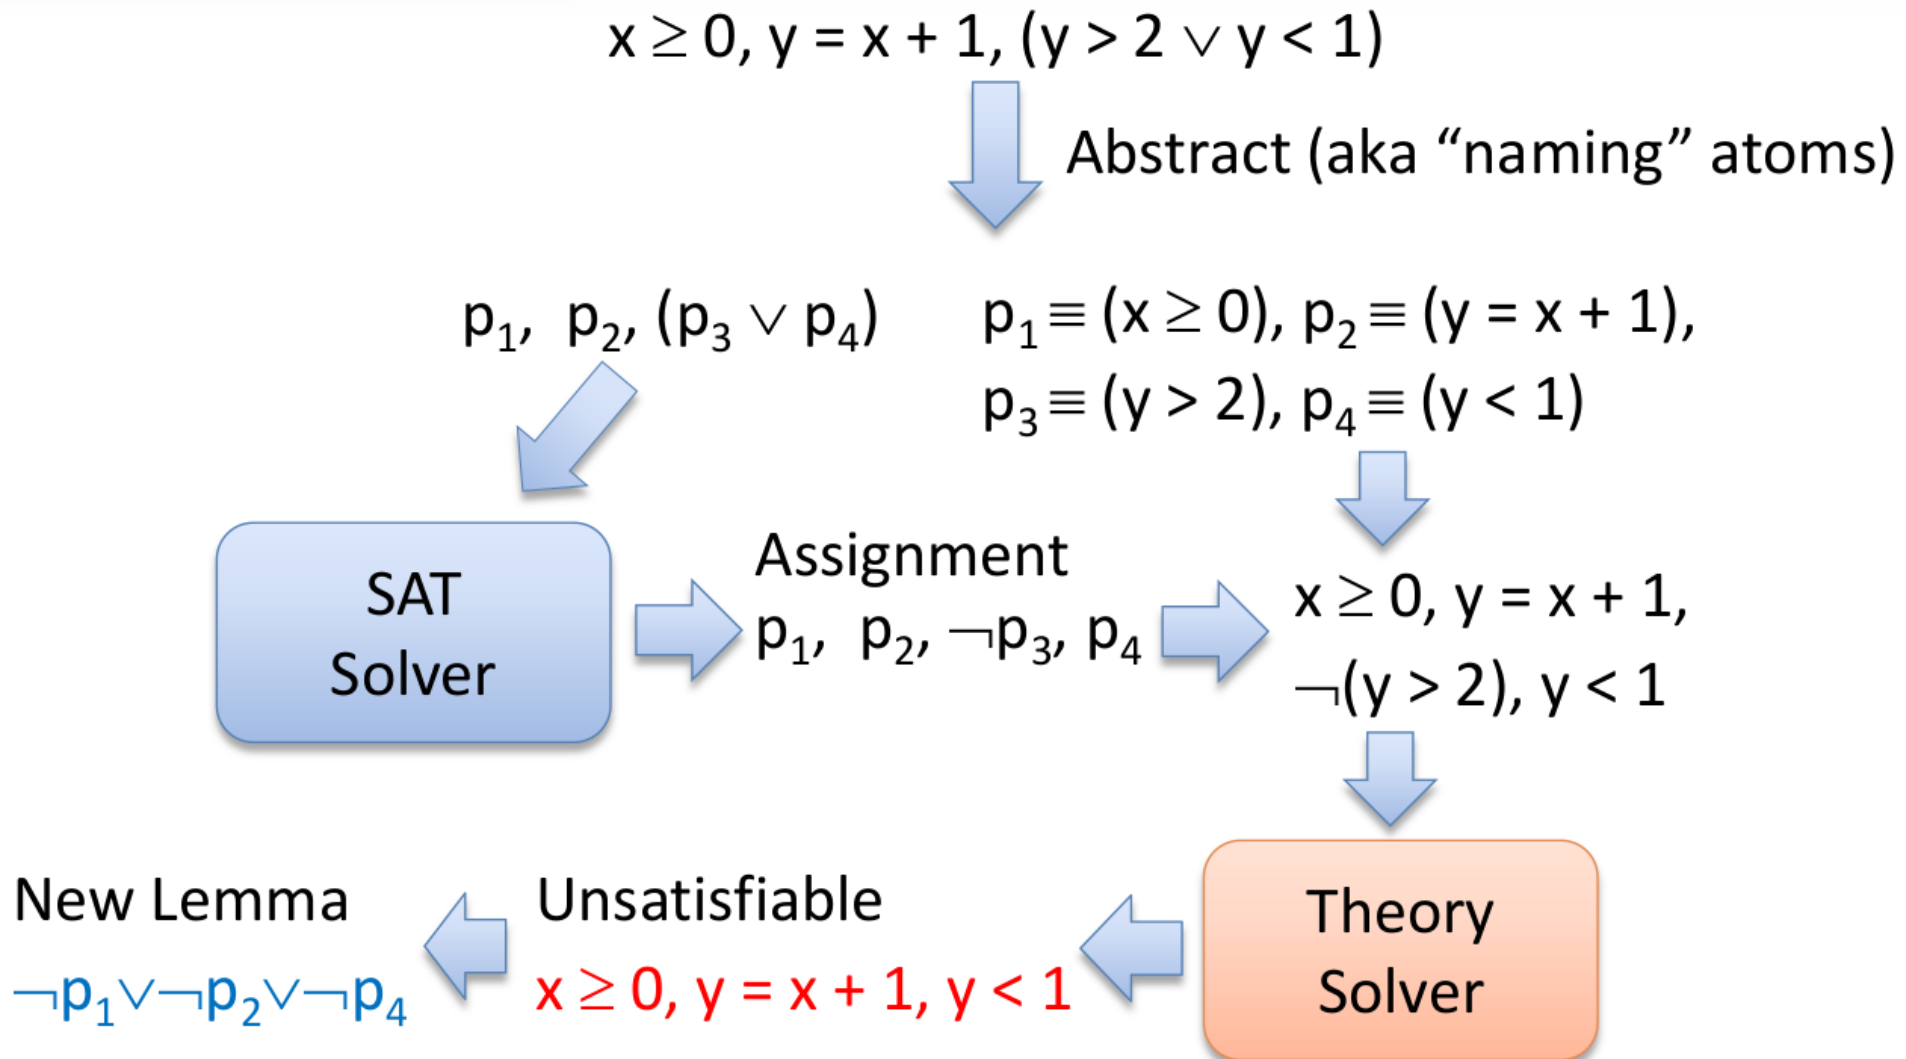 x ≥ 0, y = x + 1, (y > 2 ∨ y < 1)
Abstract (aka “naming” atoms)
p₁, p₂, (p₃ ∨ p₄)
p₁ ≡ (x ≥ 0), p₂ ≡ (y = x + 1),
p₃ ≡ (y > 2), p₄ ≡ (y < 1)
SAT
Solver
Assignment
p₁, p₂, ¬p₃, p₄
x ≥ 0, y = x + 1,
¬(y > 2), y < 1
New Lemma
¬p₁∨¬p₂∨¬p₄
Unsatisfiable
x ≥ 0, y = x + 1, y < 1
Theory
Solver